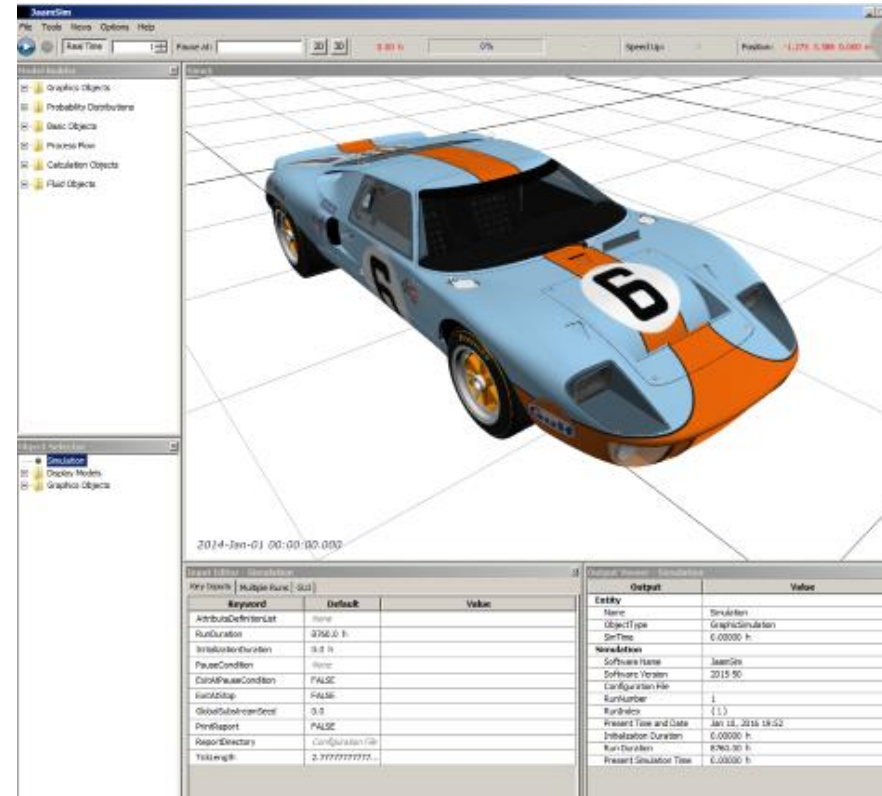 JaamSim
File Tools Views Options Help
Real Time 1 Pause At: 2D 3D 0.00 h 0% Speed Up: Position:
Model Builder
Graphics Objects
Probability Distributions
Basic Objects
Process Flow
Calculation Objects
Fluid Objects
6
6
Gulf
2014-Jan-01 00:00:00.000
Object Selector
Simulation
Display Models
Graphics Objects
Input Editor - Simulation
Key Inputs Multiple Runs GUI
Keyword Default Value
AttributeDefinitionList None
RunDuration 8760.0 h
InitializationDuration 0.0 h
PauseCondition None
ExitAtPauseCondition FALSE
ExitAtStop FALSE
GlobalSubstreamSeed 0.0
PrintReport FALSE
ReportDirectory Configuration File
TickLength 2.77777777777...
Output Viewer - Simulation
Output Value
Entity
Name Simulation
ObjectType GraphicSimulation
SimTime 0.00000 h
Simulation
Software Name JaamSim
Software Version 2015-50
Configuration File
RunNumber 1
RunIndex {1}
Present Time and Date Jan 10, 2016 19:52
Initialization Duration 0.00000 h
Run Duration 8760.00 h
Present Simulation Time 0.00000 h